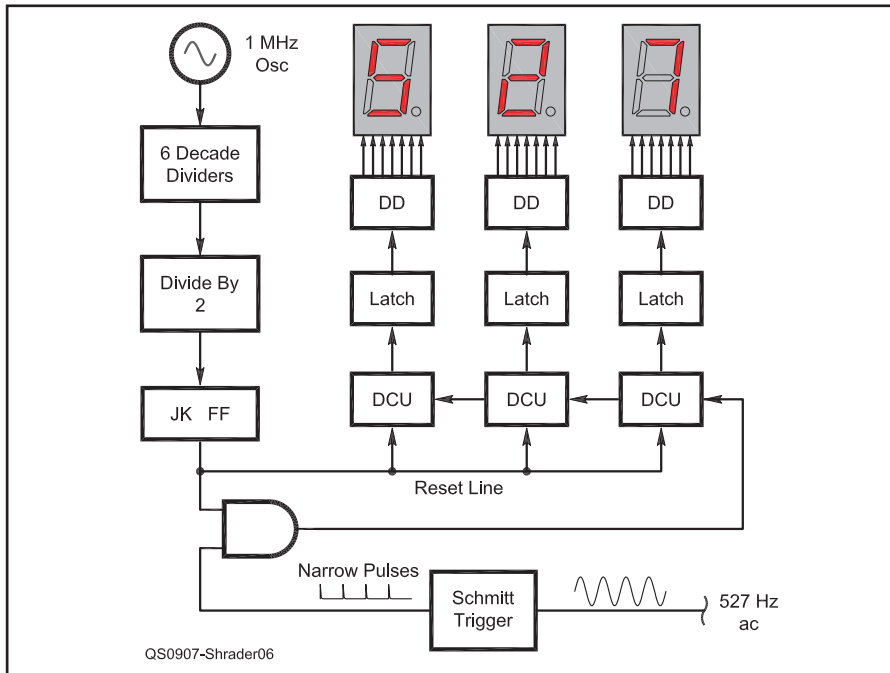 1 MHz
Osc
6 Decade
Dividers
Divide By
2
JK FF
527
DD
DD
DD
Latch
Latch
Latch
DCU
DCU
DCU
Reset Line
Narrow Pulses
Schmitt
Trigger
527 Hz
ac
QS0907-Shrader06